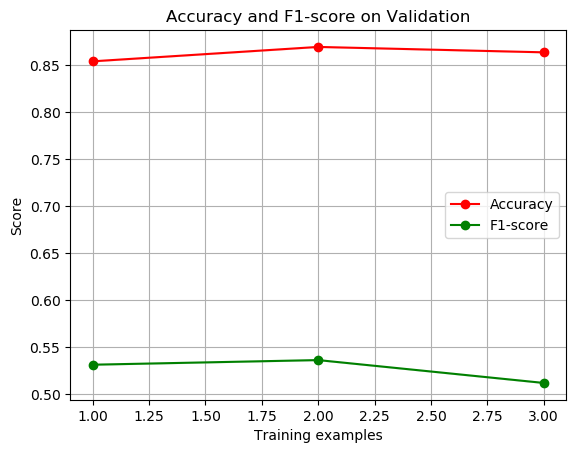 Accuracy and F1-score on Validation
Score
0.85
0.80
0.75
0.70
0.65
0.60
0.55
0.50
Accuracy
F1-score
1.00 1.25 1.50 1.75 2.00 2.25 2.50 2.75 3.00
Training examples